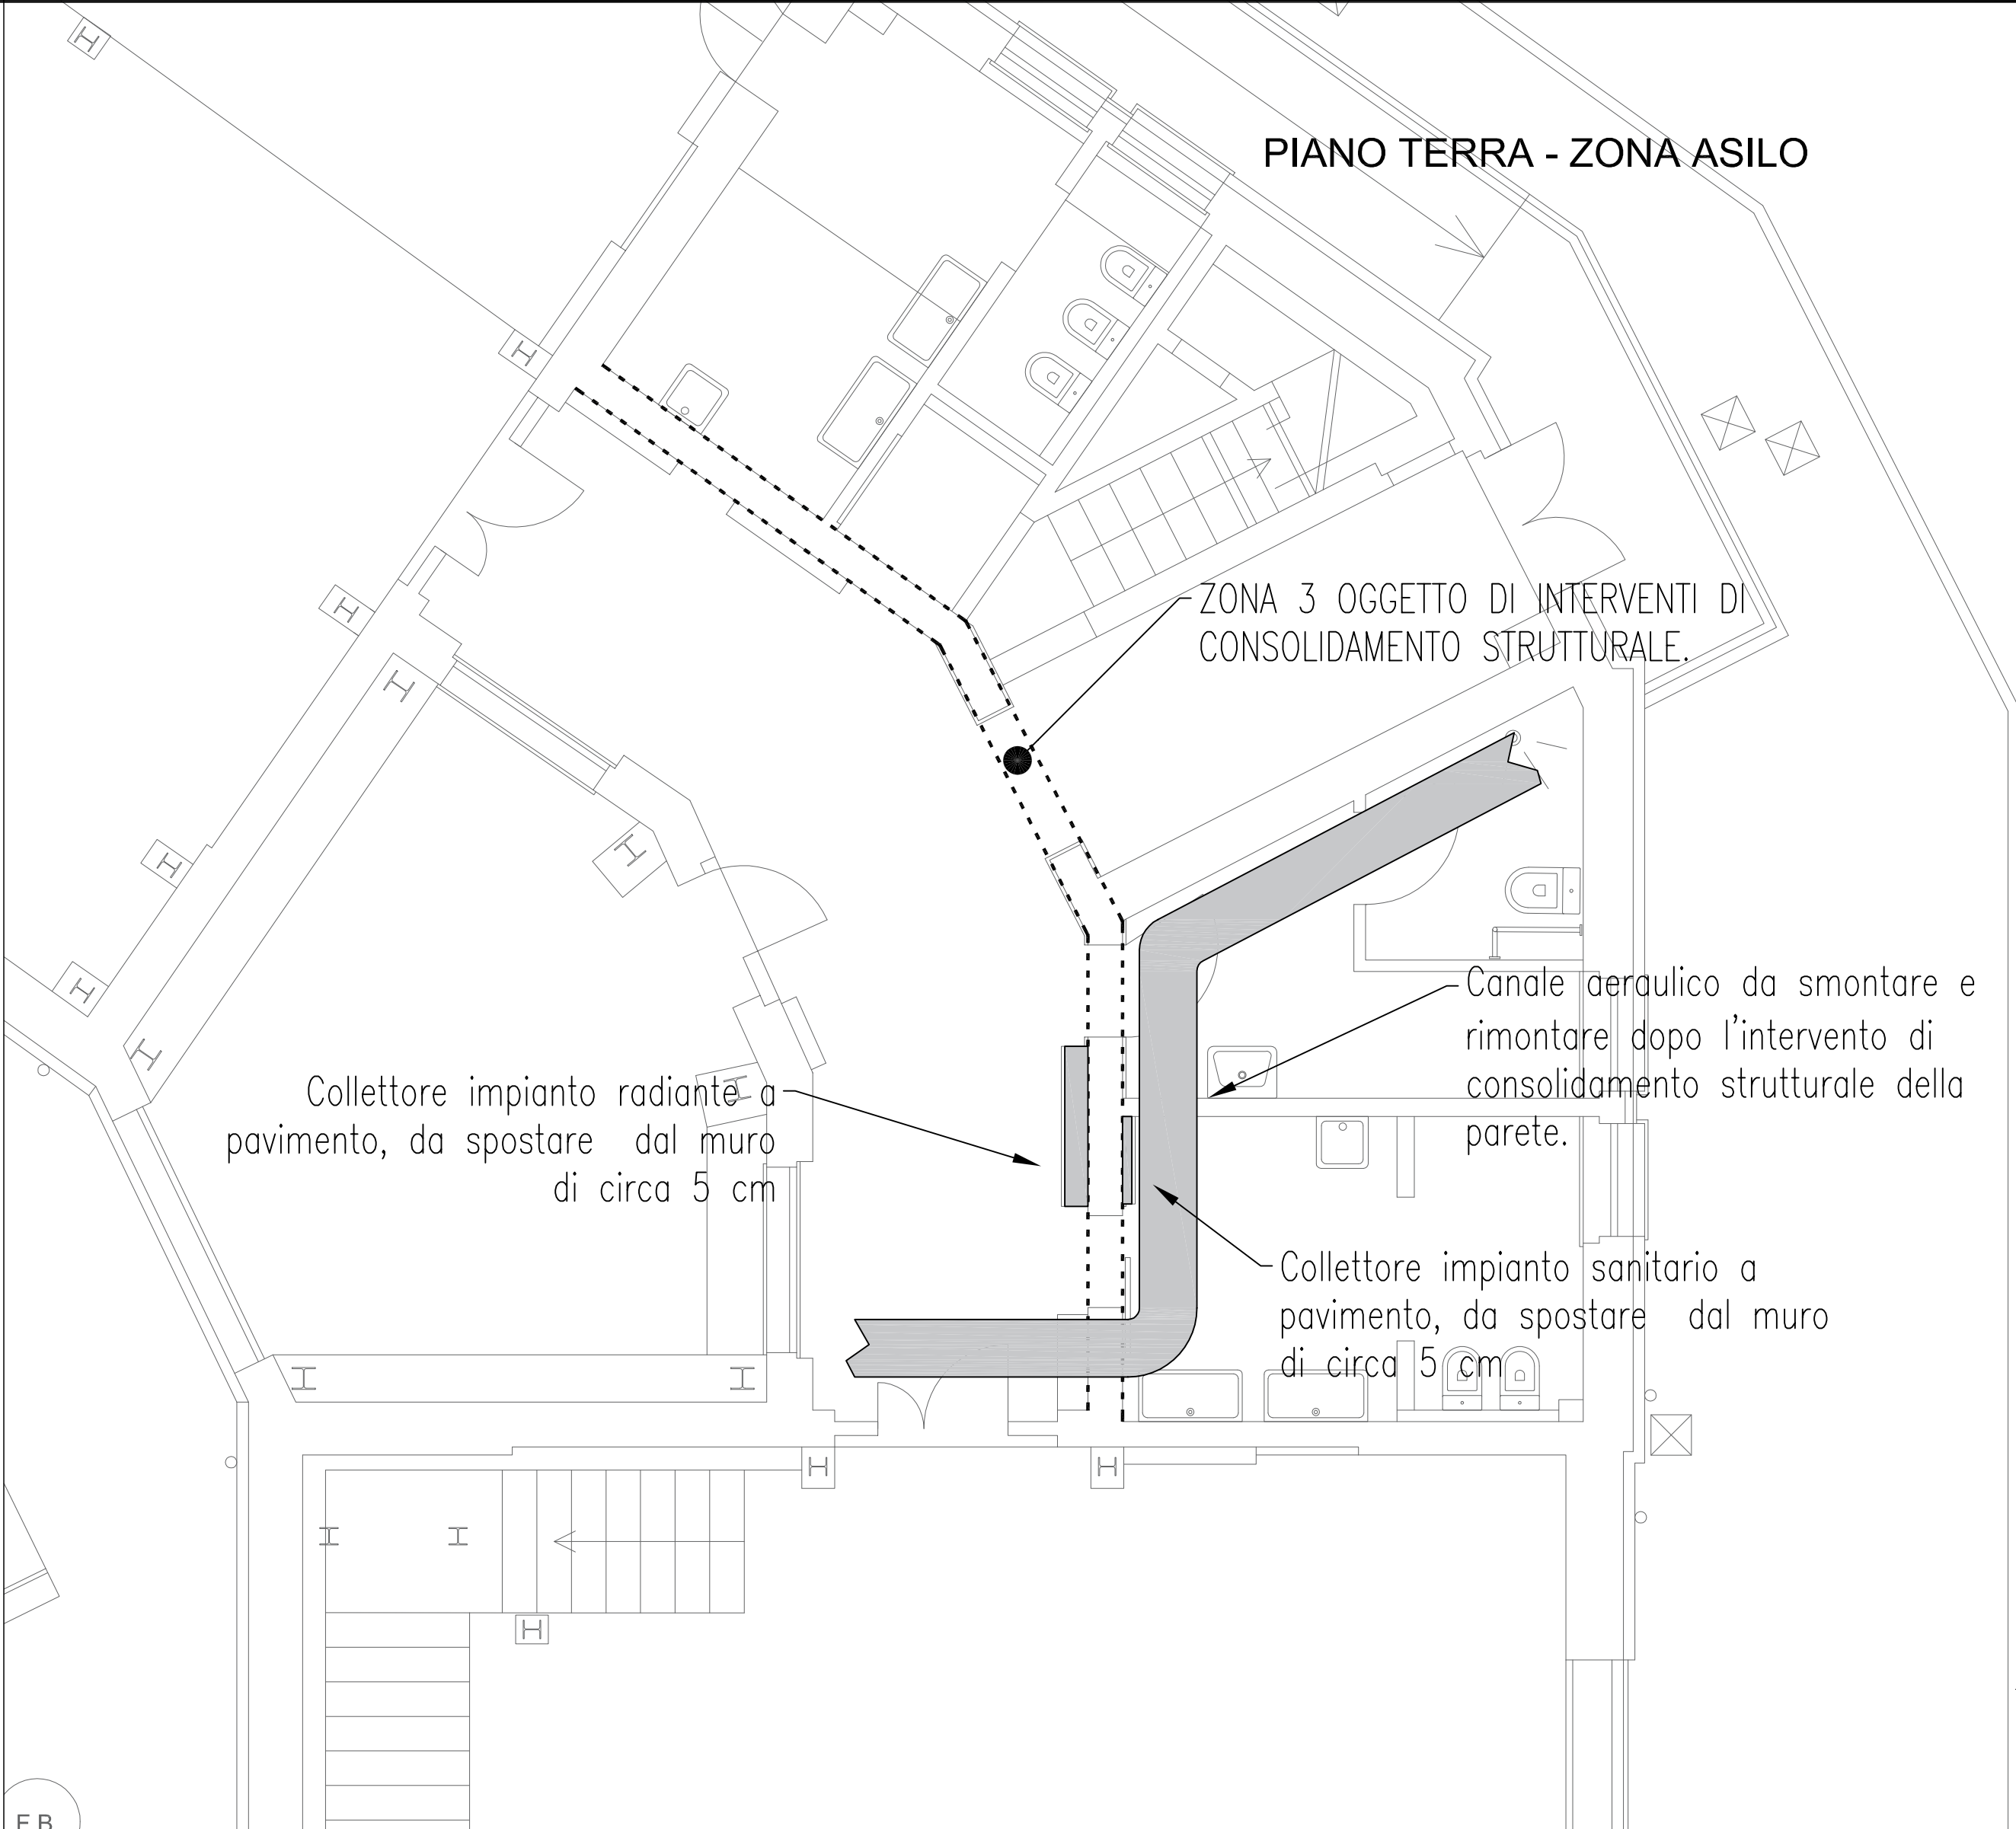 PIANO TERRA - ZONA ASILO
ZONA 3 OGGETTO DI INTERVENTI DI
CONSOLIDAMENTO STRUTTURALE.
Canale aeraulico da smontare e
rimontare dopo l'intervento di
consolidamento strutturale della
parete.
Collettore impianto radiante a
pavimento, da spostare dal muro
di circa 5 cm
Collettore impianto sanitario a
pavimento, da spostare dal muro
di circa 5 cm